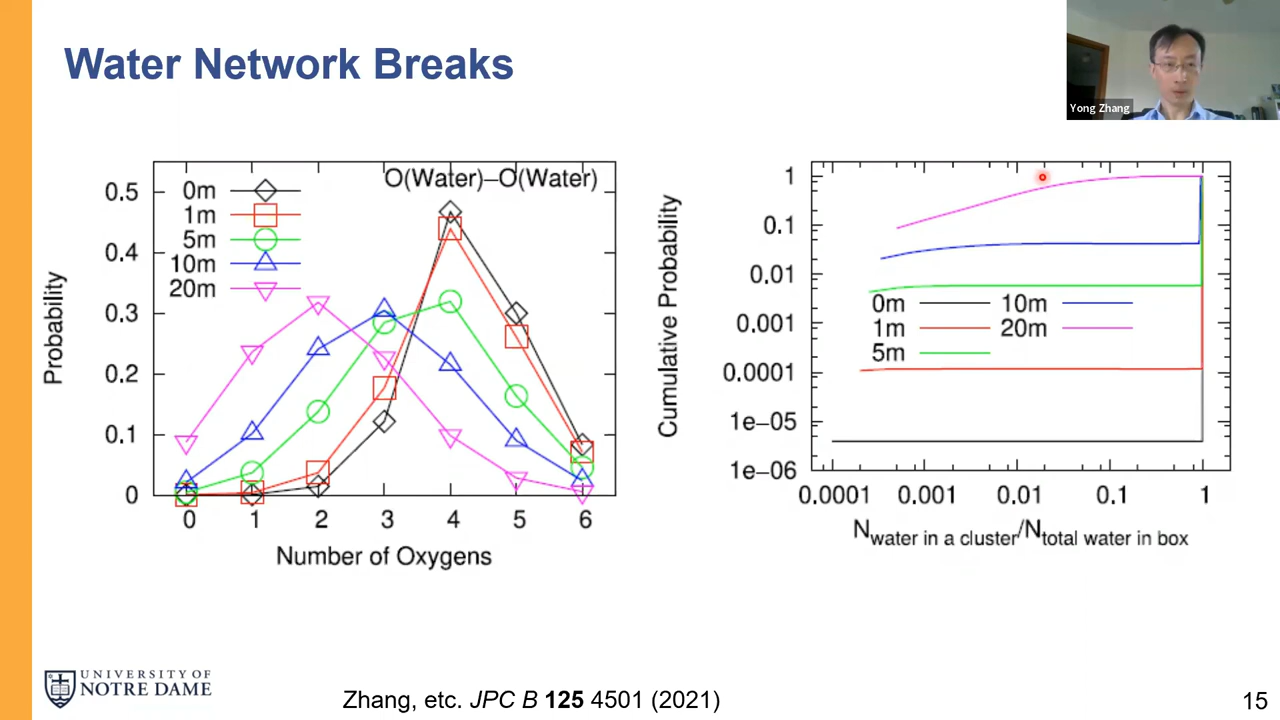 Water Network Breaks
Yong Zhang
O(Water)–O(Water)
0m
1m
5m
10m
20m
0.5
0.4
0.3
0.2
0.1
0
0 1 2 3 4 5 6
Probability
Number of Oxygens
1
0.1
0.01
0.001
0.0001
1e−05
1e−06
0m 10m
1m 20m
5m
0.0001 0.001 0.01 0.1 1
Cumulative Probability
Nwater in a cluster/Ntotal water in box
UNIVERSITY OF
NOTRE DAME
Zhang, etc. JPC B 125 4501 (2021)
15